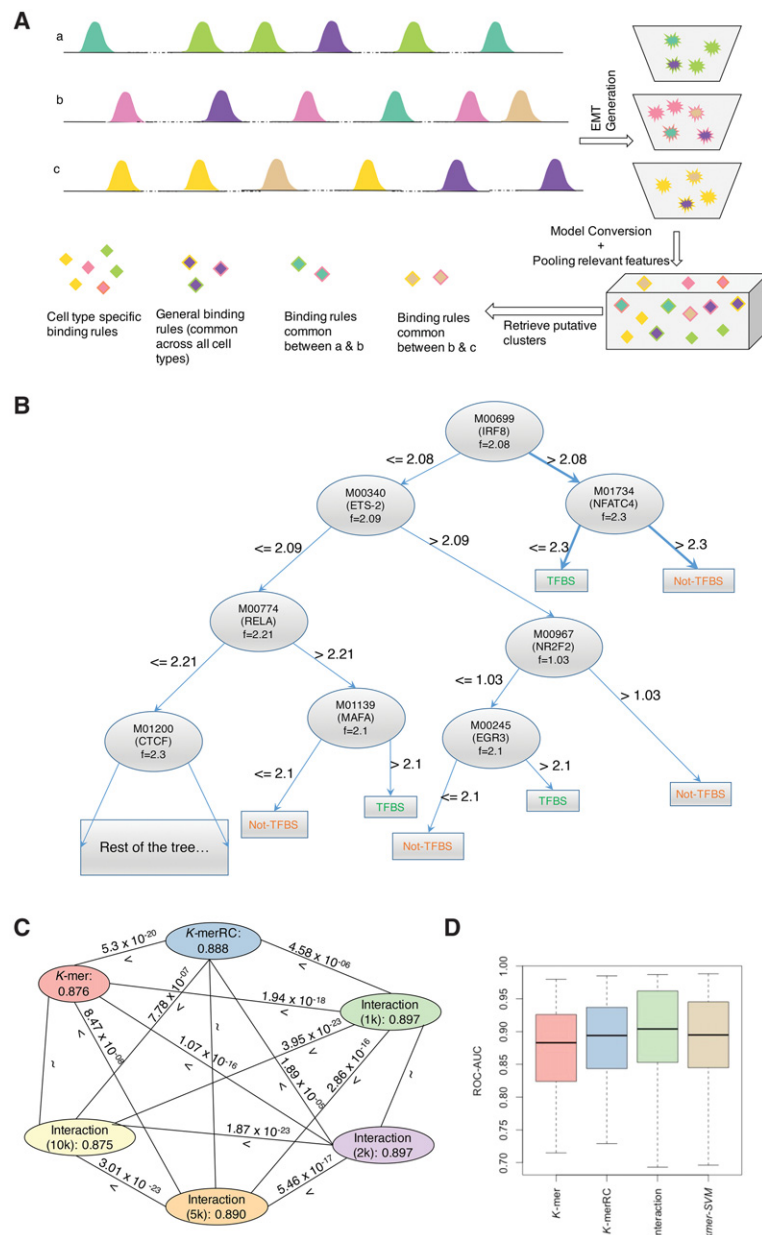 A
a
b
c
EMT
Generation
Model Conversion
+
Pooling relevant features
Retrieve putative
clusters
Cell type specific
binding rules
General binding
rules (common
across all cell
types)
Binding rules
common
between a & b
Binding rules
common
between b & c
B
M00699
(IRF8)
f=2.08
<= 2.08
> 2.08
M00340
(ETS-2)
f=2.09
M01734
(NFATC4)
f=2.3
<= 2.09
> 2.09
<= 2.3
> 2.3
TFBS
Not-TFBS
M00774
(RELA)
f=2.21
M00967
(NR2F2)
f=1.03
<= 2.21
> 2.21
<= 1.03
> 1.03
M01200
(CTCF)
f=2.3
M01139
(MAFA)
f=2.1
M00245
(EGR3)
f=2.1
<= 2.1
> 2.1
<= 2.1
> 2.1
Not-TFBS
TFBS
Not-TFBS
TFBS
Not-TFBS
Rest of the tree...
C
K-merRC:
0.888
5.3 x 10-20
<
4.58 x 10-06
<
K-mer:
0.876
7.78 x 10-07
<
1.94 x 10-18
<
Interaction
(1k): 0.897
8.47 x 10-08
<
3.95 x 10-23
<
1.07 x 10-16
<
1.89 x 10-05
<
2.86 x 10-16
<
~
~
~
Interaction
(10k): 0.875
1.87 x 10-23
<
Interaction
(2k): 0.897
3.01 x 10-23
<
5.46 x 10-17
<
Interaction
(5k): 0.890
D
ROC-AUC
1.00
0.95
0.90
0.85
0.80
0.75
0.70
K-mer
K-merRC
nteraction
mer-SVM